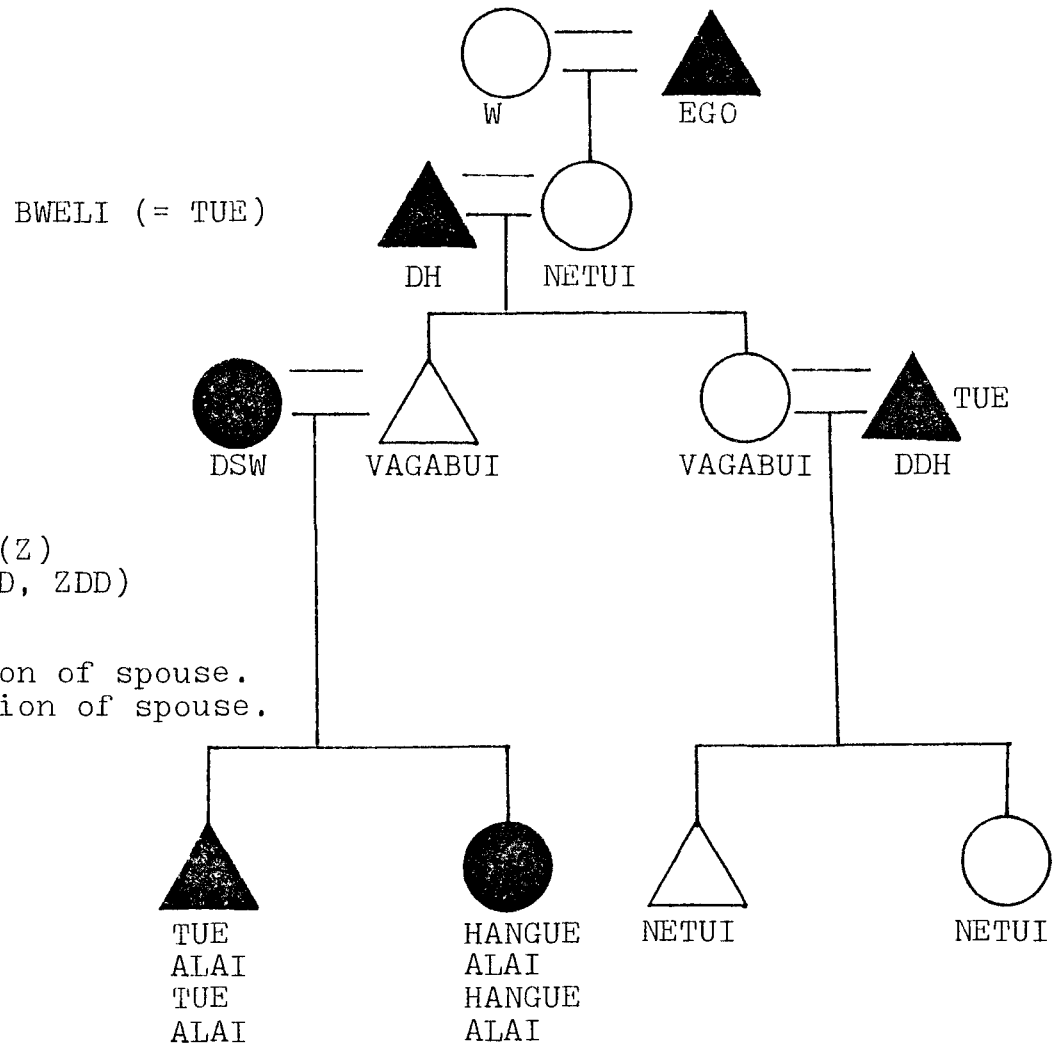 W
EGO
BWELI (= TUE)
DH
NETUI
TUE
DSW
VAGABUI
VAGABUI
DDH
(Z)
D, ZDD)
on of spouse.
ion of spouse.
TUE
ALAI
TUE
ALAI
HANGUE
ALAI
HANGUE
ALAI
NETUI
NETUI